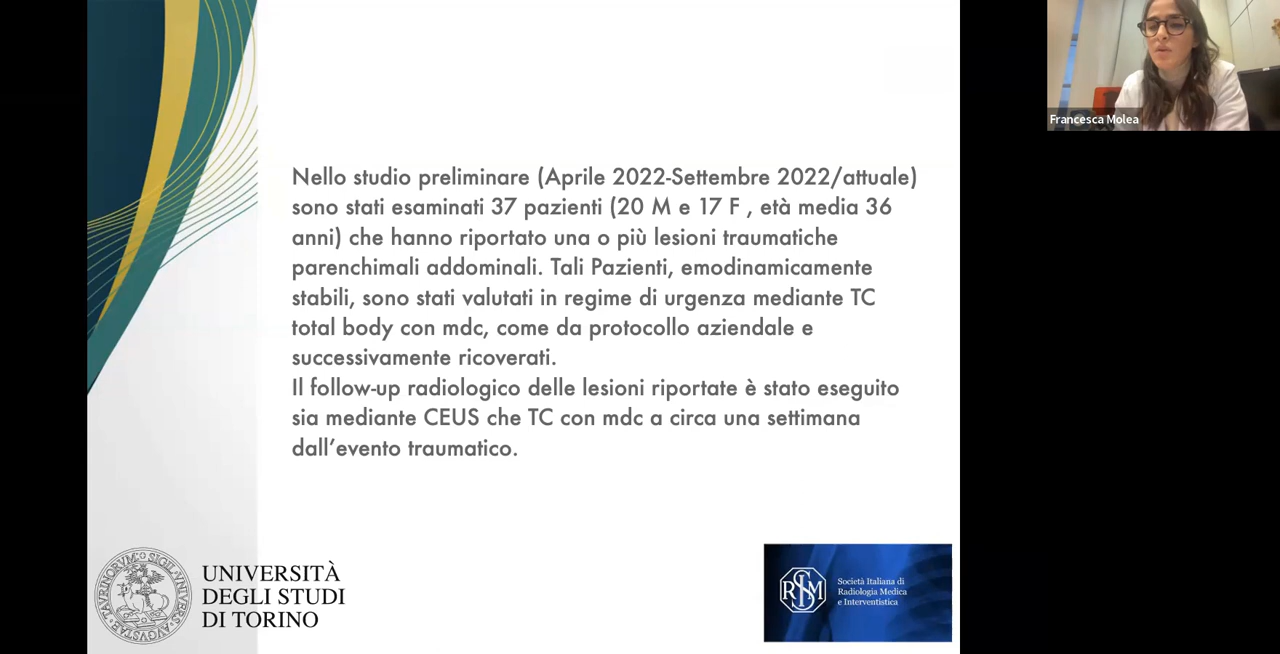 Francesca Molea
Nello studio preliminare (Aprile 2022-Settembre 2022/attuale)
sono stati esaminati 37 pazienti (20 M e 17 F , età media 36
anni) che hanno riportato una o più lesioni traumatiche
parenchimali addominali. Tali Pazienti, emodinamicamente
stabili, sono stati valutati in regime di urgenza mediante TC
total body con mdc, come da protocollo aziendale e
successivamente ricoverati.
Il follow-up radiologico delle lesioni riportate è stato eseguito
sia mediante CEUS che TC con mdc a circa una settimana
dall’evento traumatico.
UNIVERSITÀ
DEGLI STUDI
DI TORINO
Società Italiana di
Radiologia Medica
e Interventistica